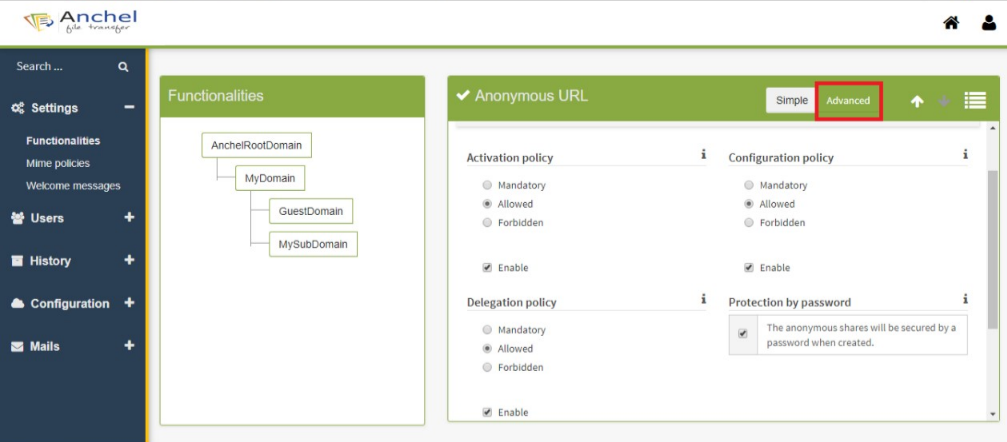 Anchel
file transfer
Search ...
Settings
Functionalities
Mime policies
Welcome messages
Users
History
Configuration
Mails
Functionalities
AnchelRootDomain
MyDomain
GuestDomain
MySubDomain
Anonymous URL
Simple
Advanced
Activation policy
Mandatory
Allowed
Forbidden
Enable
Configuration policy
Mandatory
Allowed
Forbidden
Enable
Delegation policy
Mandatory
Allowed
Forbidden
Enable
Protection by password
The anonymous shares will be secured by a
password when created.